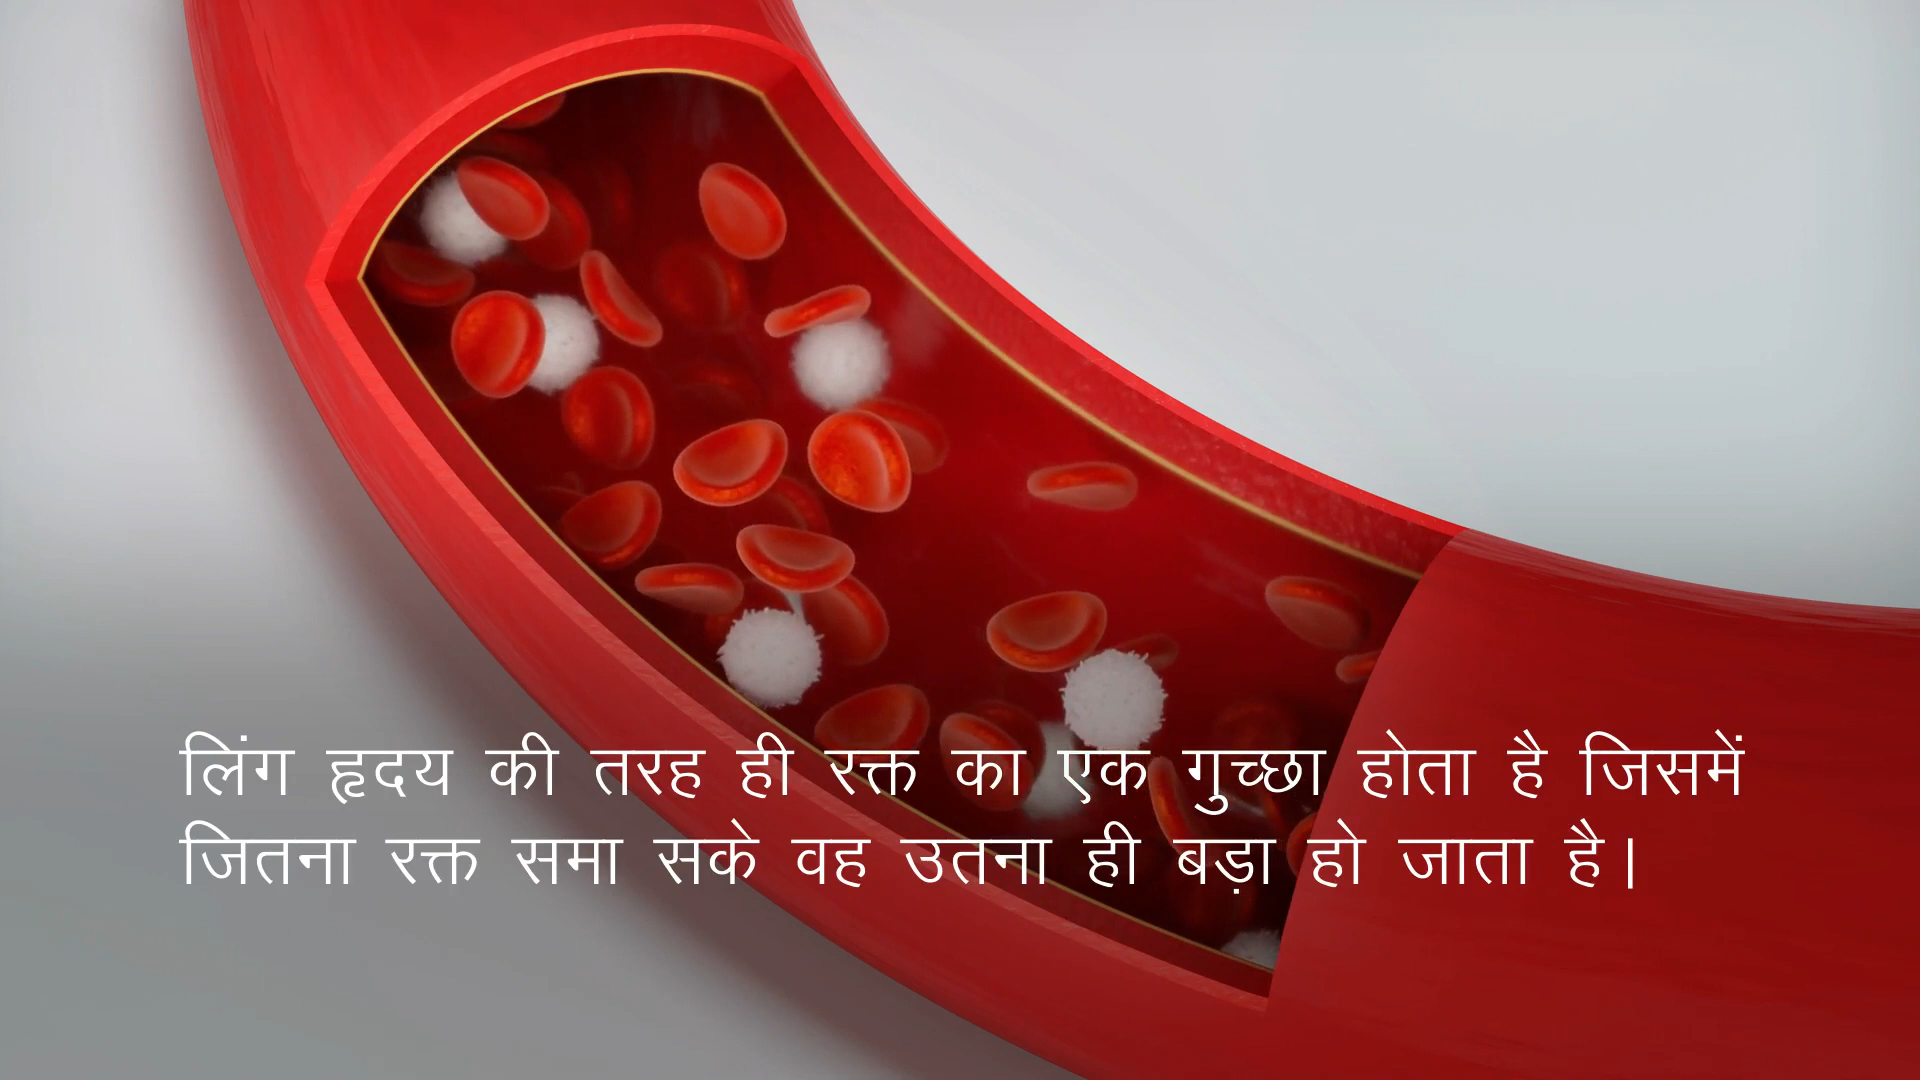 लिंग हृदय की तरह ही रक्त का एक गुच्छा होता है जिसमें
जितना रक्त समा सके वह उतना ही बड़ा हो जाता है।